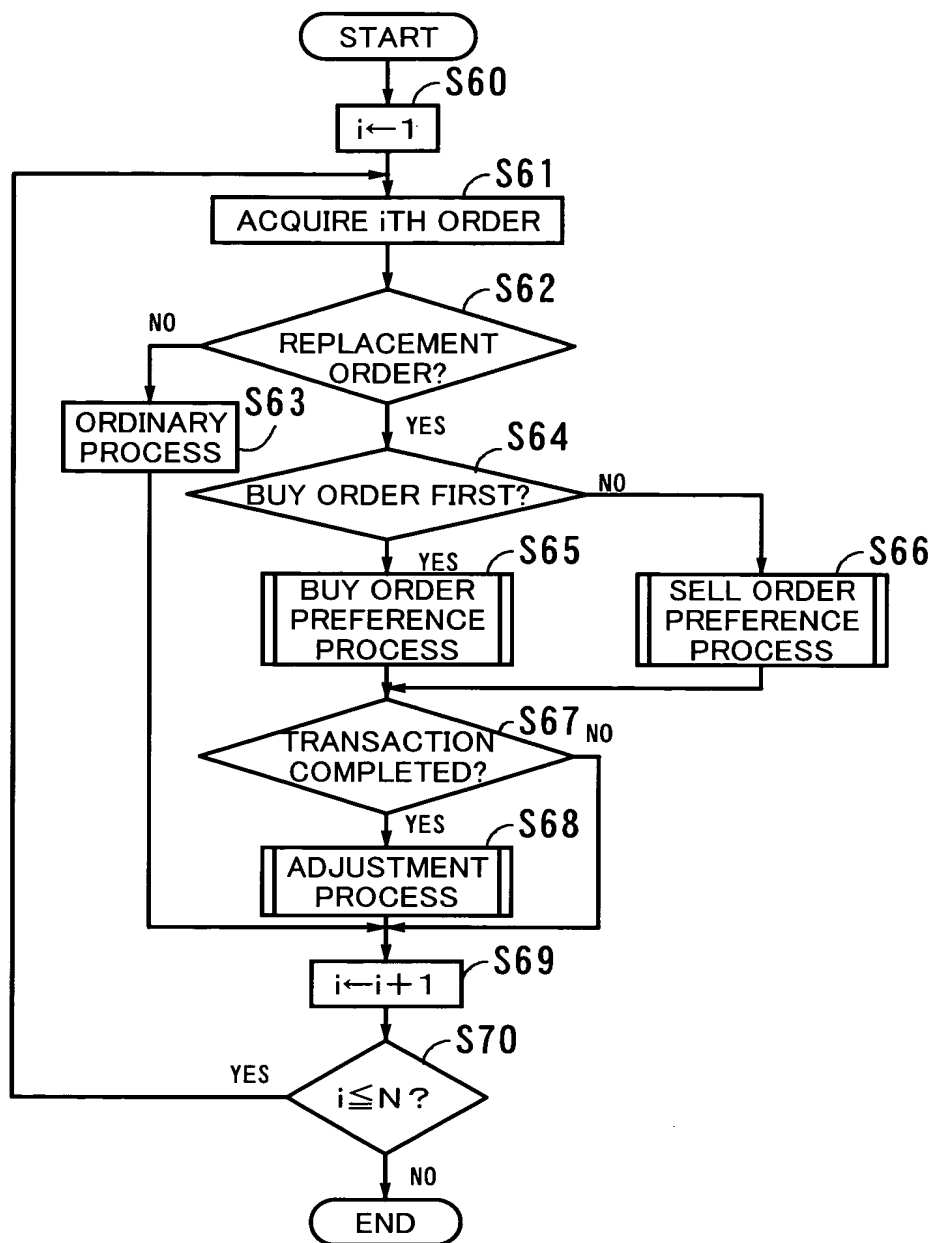 START
S60
i←1
S61
ACQUIRE iTH ORDER
S62
NO
REPLACEMENT
ORDER?
S63
ORDINARY
PROCESS
YES
S64
BUY ORDER FIRST?
NO
YES
S65
BUY ORDER
PREFERENCE
PROCESS
S66
SELL ORDER
PREFERENCE
PROCESS
S67
NO
TRANSACTION
COMPLETED?
YES
S68
ADJUSTMENT
PROCESS
S69
i←i+1
S70
YES
i≦N?
NO
END